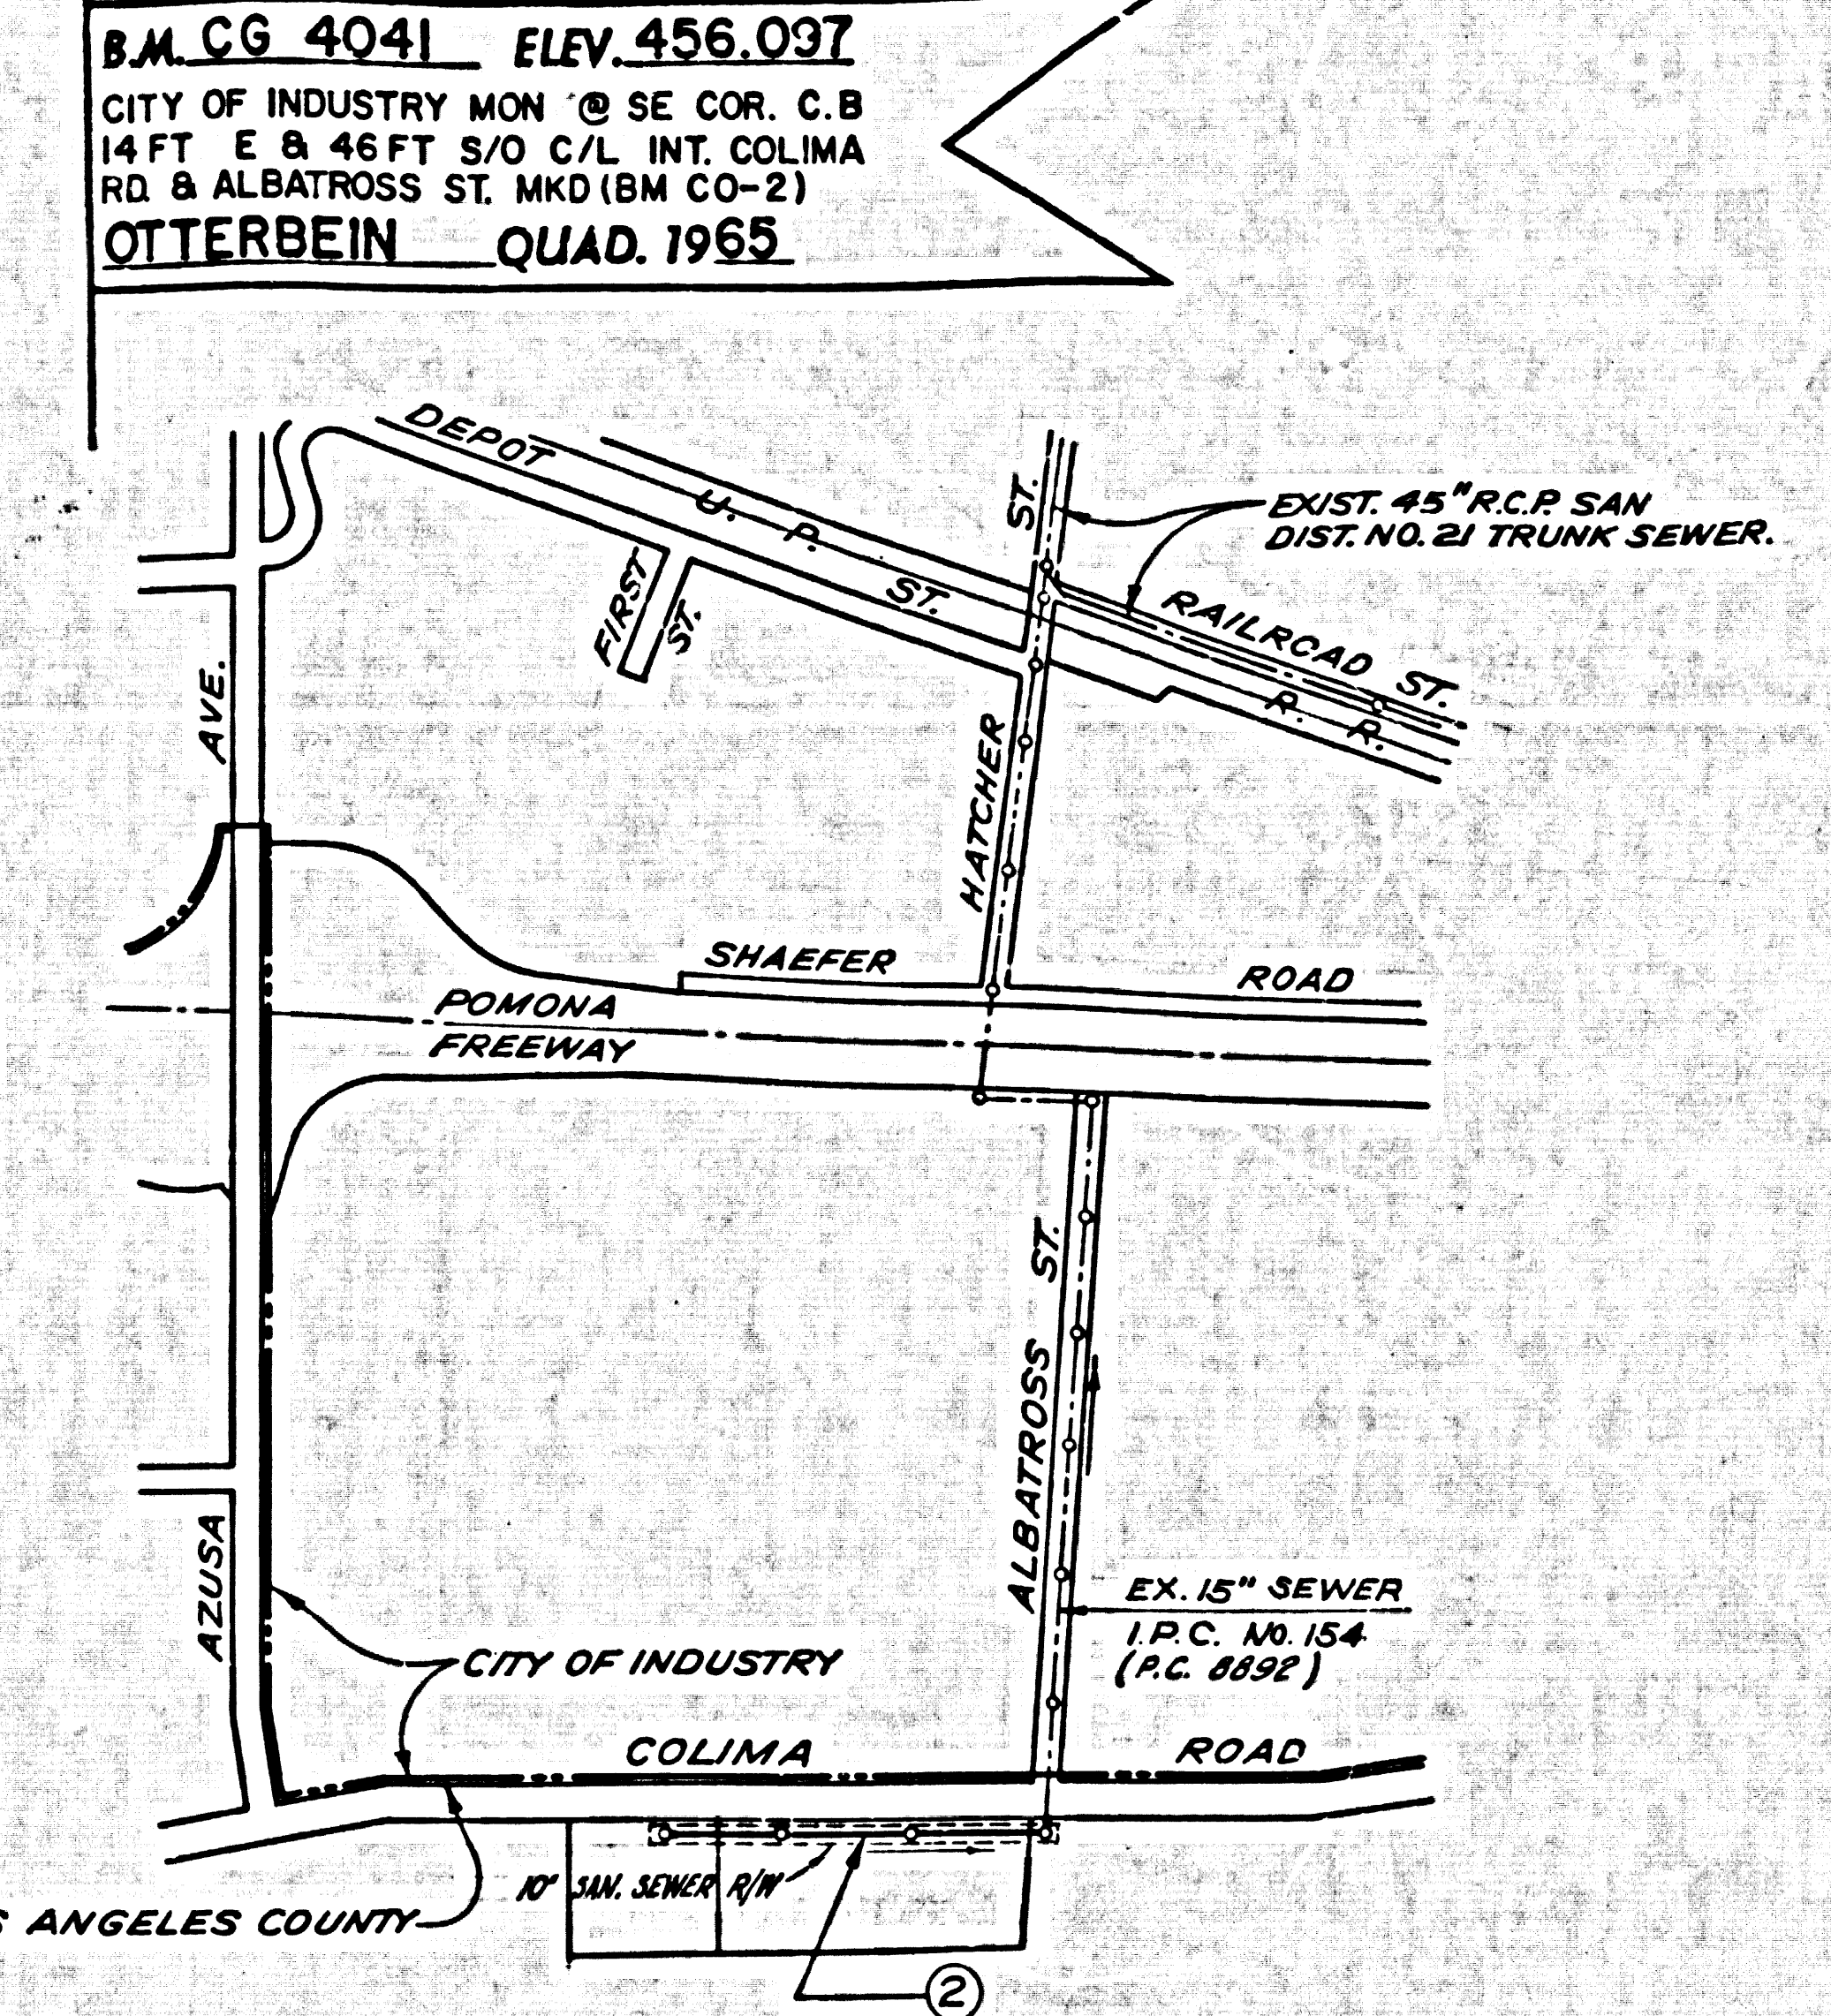 B.M. CG 4041 ELEV. 456.097
CITY OF INDUSTRY MON @ SE COR. C.B
14 FT E & 46 FT S/O C/L INT. COLIMA
RD. & ALBATROSS ST. MKD (BM CO-2)
OTTERBEIN QUAD. 1965
DEPOT
ST.
U. P.
R. R.
FIRST
ST.
HATCHER
ST.
EXIST. 45" R.C.P. SAN
DIST. NO. 21 TRUNK SEWER.
RAILROAD ST.
AZUSA
AVE.
SHAEFER
ROAD
POMONA
FREEWAY
ALBATROSS ST.
EX. 15" SEWER
I.P.C. NO. 154
(P.C. 8892)
CITY OF INDUSTRY
COLIMA
ROAD
10' SAN. SEWER R/W
ANGELES COUNTY
2